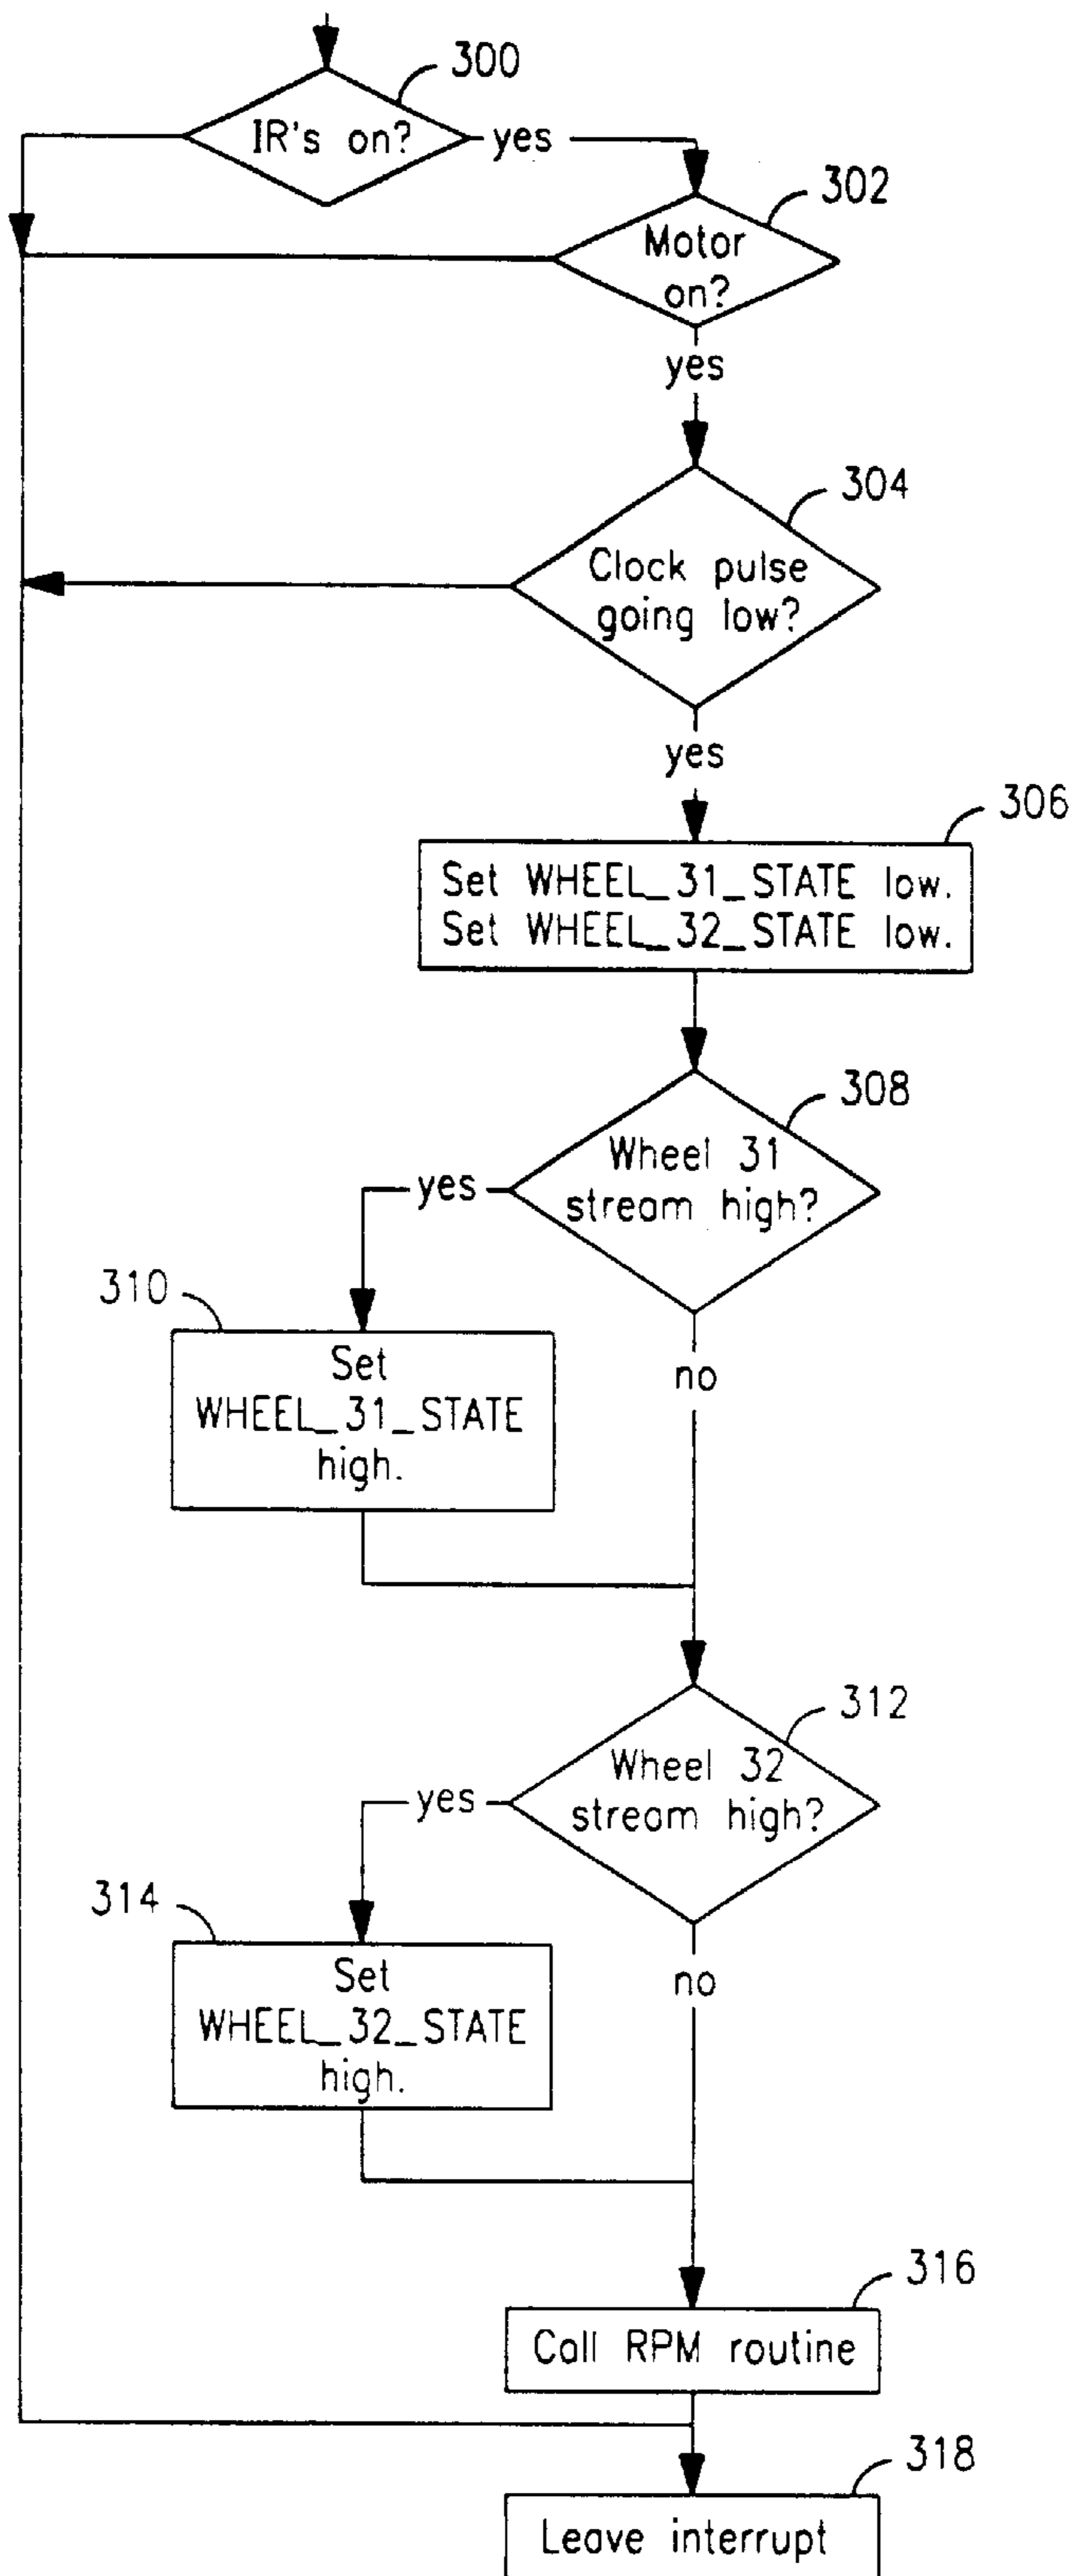 300
IR's on?
yes
302
Motor
on?
yes
304
Clock pulse
going low?
yes
306
Set WHEEL_31_STATE low.
Set WHEEL_32_STATE low.
308
Wheel 31
stream high?
yes
310
Set
WHEEL_31_STATE
high.
no
312
Wheel 32
stream high?
yes
314
Set
WHEEL_32_STATE
high.
no
316
Call RPM routine
318
Leave interrupt